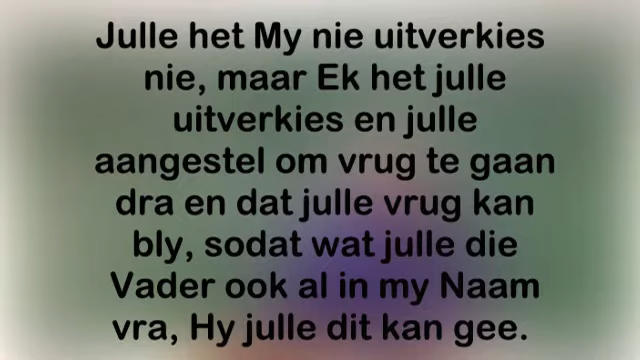 Julle het My nie uitverkies
nie, maar Ek het julle
uitverkies en julle
aangestel om vrug te gaan
dra en dat julle vrug kan
bly, sodat wat julle die
Vader ook al in my Naam
vra, Hy julle dit kan gee.